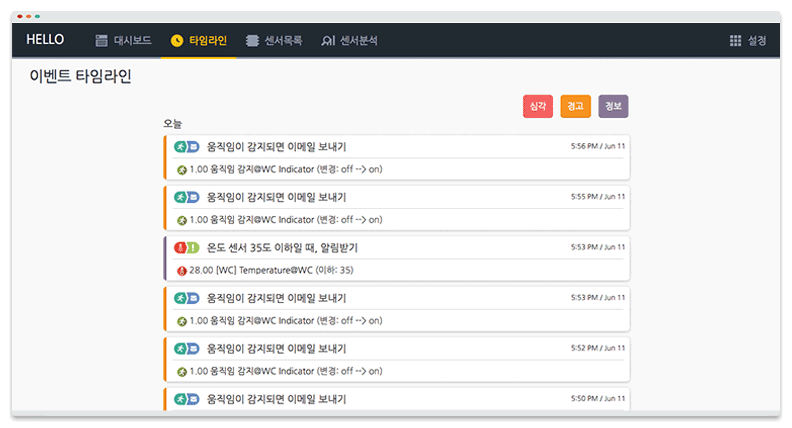 HELLO 대시보드 타임라인 센서목록 센서분석 설정
이벤트 타임라인
심각 경고 정보
오늘
움직임이 감지되면 이메일 보내기 5:56 PM / Jun 11
1.00 움직임 감지@WC Indicator (변경: off --> on)
움직임이 감지되면 이메일 보내기 5:55 PM / Jun 11
1.00 움직임 감지@WC Indicator (변경: off --> on)
온도 센서 35도 이하일 때, 알림받기 5:53 PM / Jun 11
28.00 [WC] Temperature@WC (이하: 35)
움직임이 감지되면 이메일 보내기 5:53 PM / Jun 11
1.00 움직임 감지@WC Indicator (변경: off --> on)
움직임이 감지되면 이메일 보내기 5:52 PM / Jun 11
1.00 움직임 감지@WC Indicator (변경: off --> on)
움직임이 감지되면 이메일 보내기 5:50 PM / Jun 11